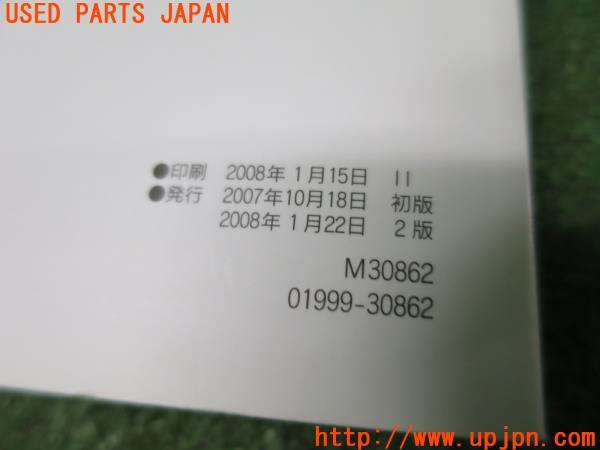 USED PARTS JAPAN
●印刷 2008年 1月15日 II
●発行 2007年10月18日 初版
2008年 1月22日 2版
M30862
01999-30862
http://www.upjpn.com